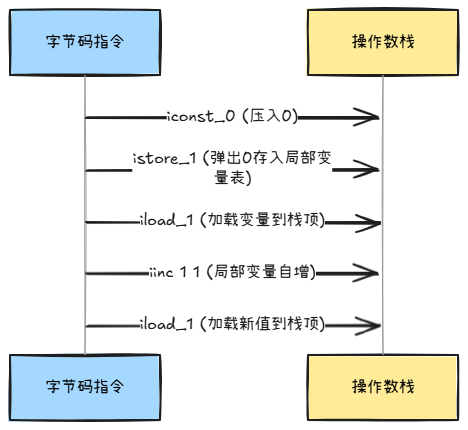 字节码指令
操作数栈
iconst_0 (压入0)
istore_1 (弹出0存入局部变
量表)
iload_1 (加载变量到栈顶)
iinc 1 1 (局部变量自增)
iload_1 (加载新值到栈顶)
字节码指令
操作数栈